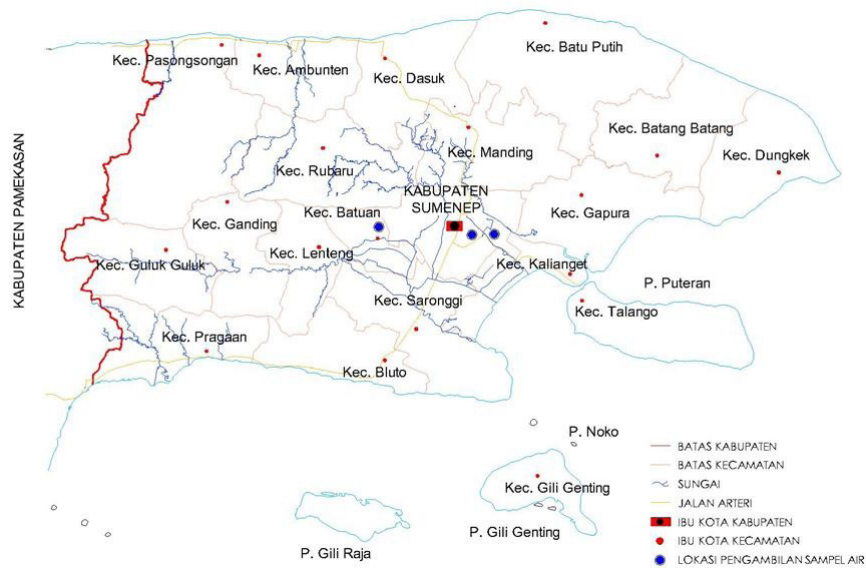 Kec. Batu Putih
Kec. Pasongsongan
Kec. Ambunten
Kec. Dasuk
KABUPATEN PAMEKASAN
Kec. Batang Batang
Kec. Manding
Kec. Dungkek
Kec. Rubaru
KABUPATEN
SUMENEP
Kec. Batuan
Kec. Ganding
Kec. Gapura
Kec. Lenteng
Kec. Guluk Guluk
Kec. Kalianget
P. Puteran
Kec. Saronggi
Kec. Talango
Kec. Pragaan
Kec. Bluto
P. Noko
Kec. Gili Genting
P. Gili Genting
P. Gili Raja
BATAS KABUPATEN
BATAS KECAMATAN
SUNGAI
JALAN ARTERI
IBU KOTA KABUPATEN
IBU KOTA KECAMATAN
LOKASI PENGAMBILAN SAMPEL AIR